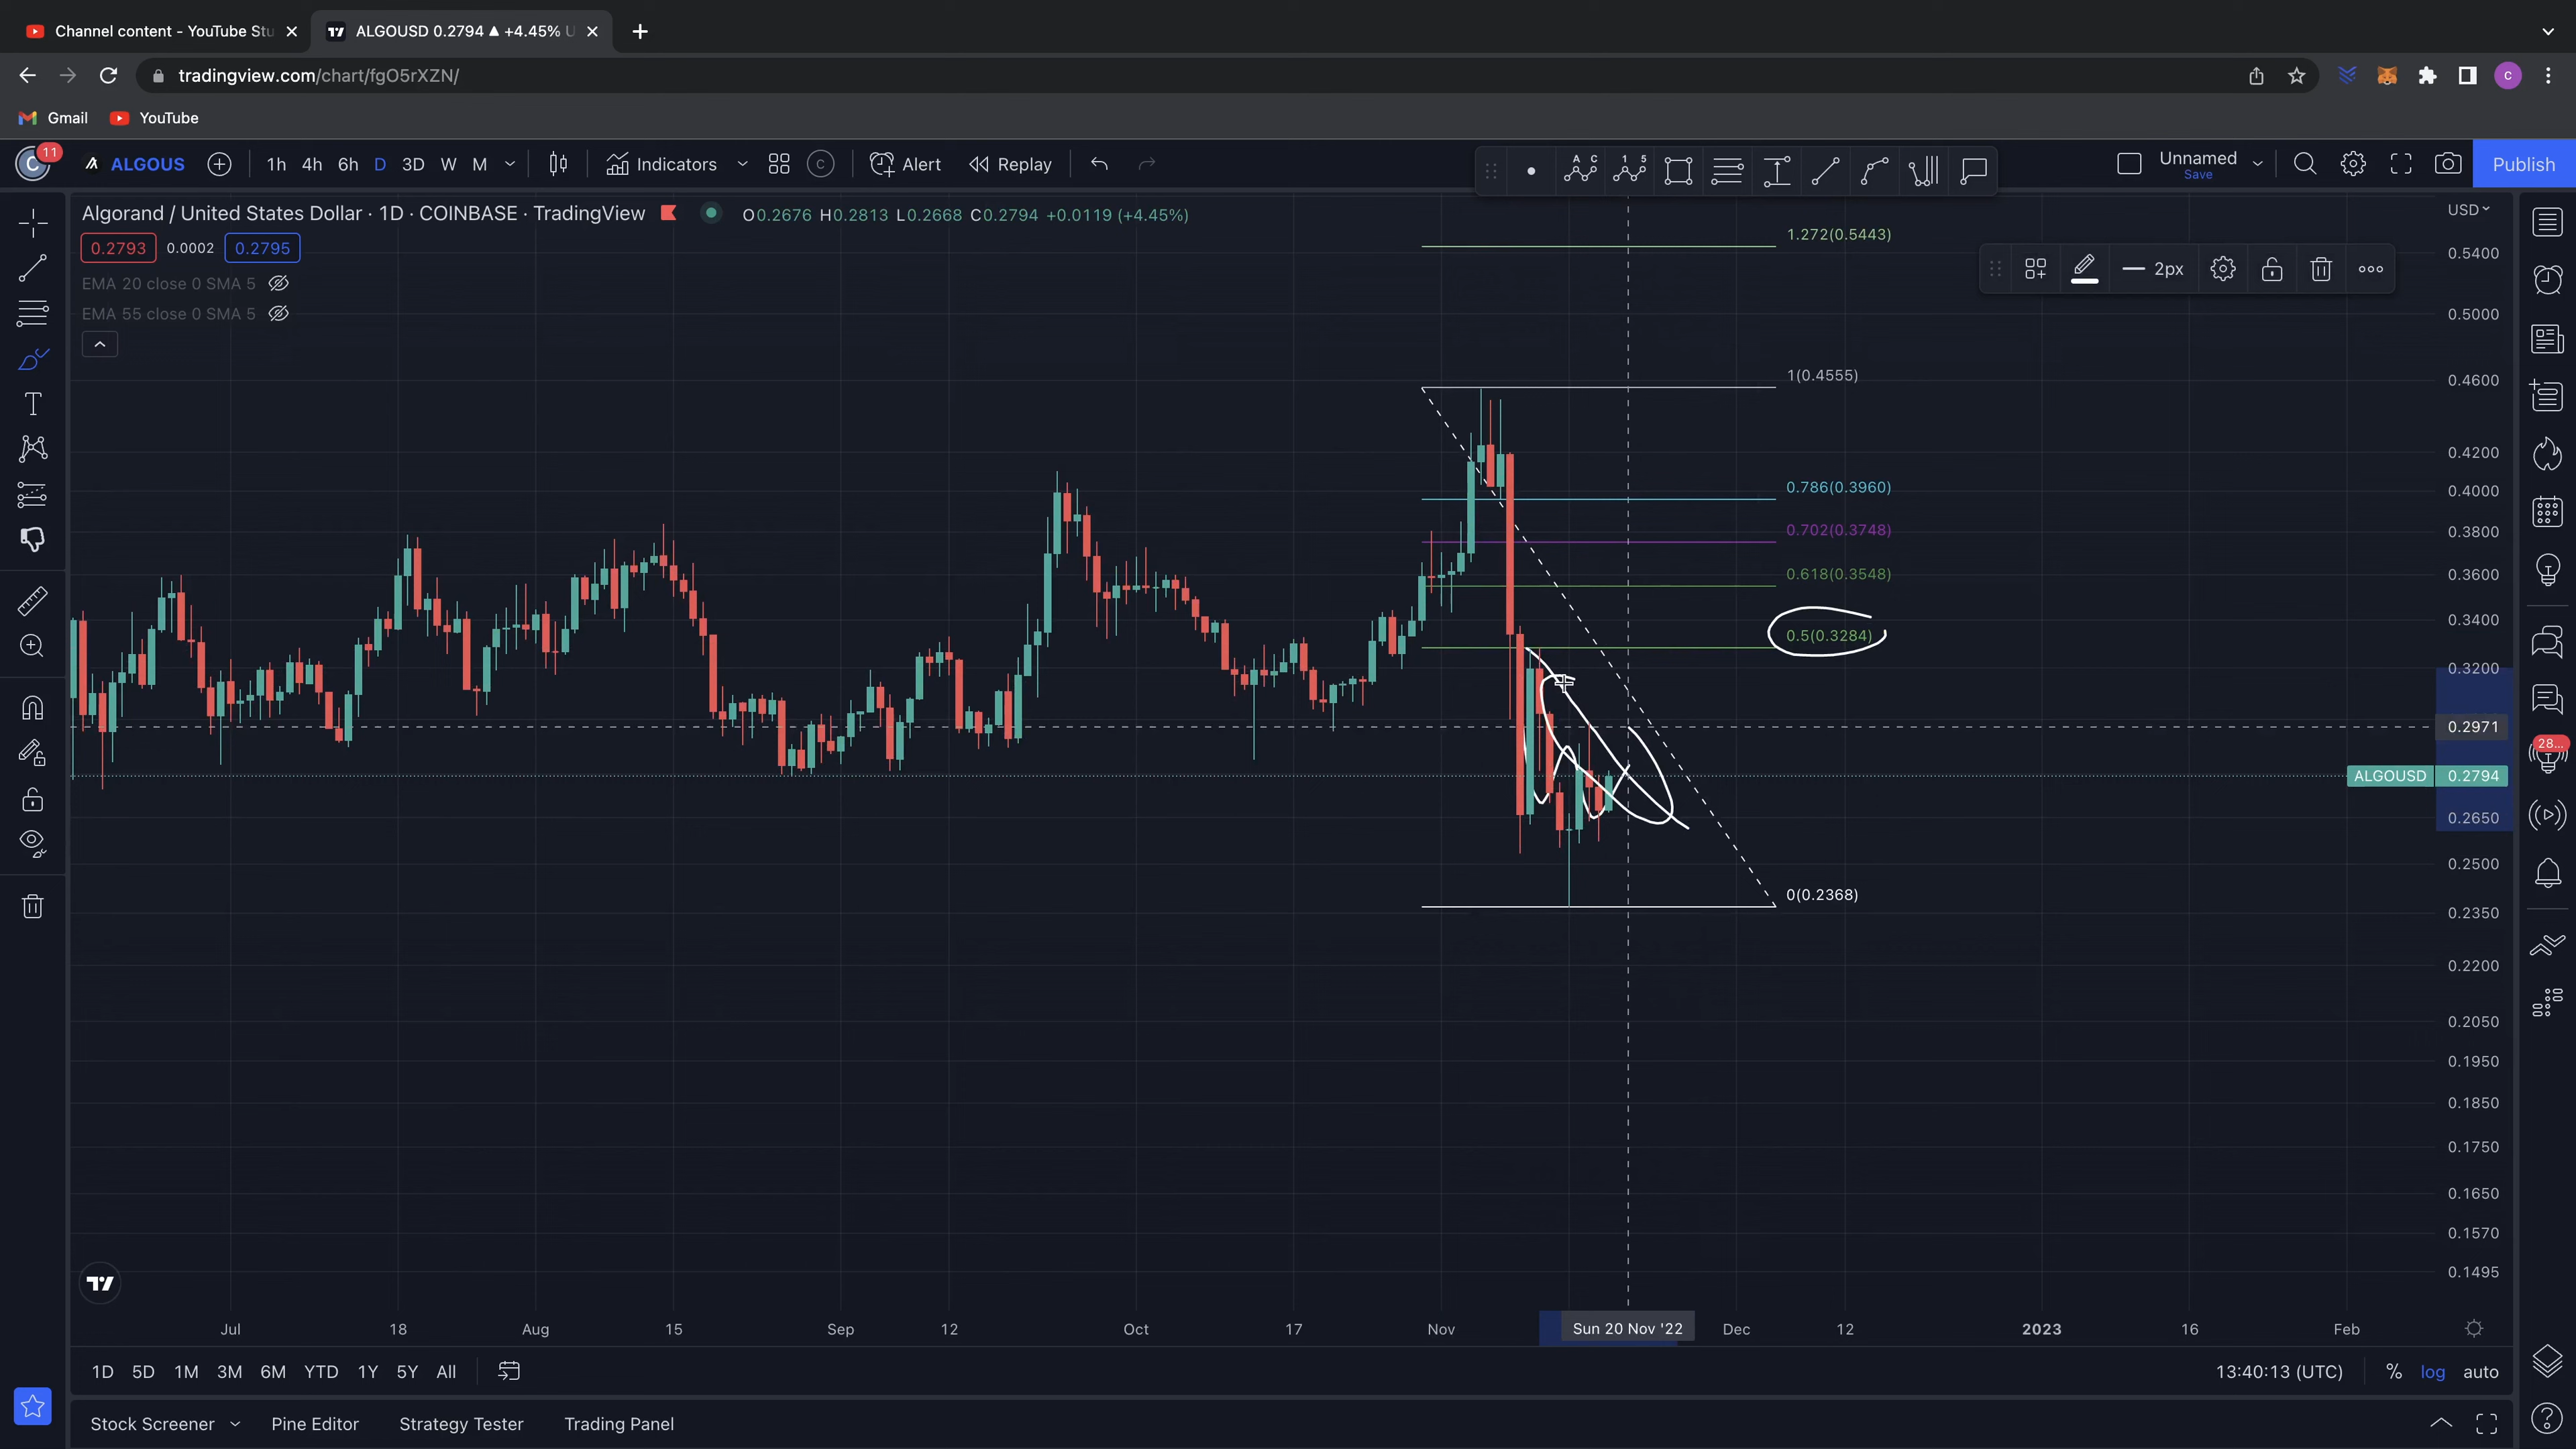 Channel content - YouTube Stu
ALGOUSD 0.2794 ▲ +4.45% U
tradingview.com/chart/fgO5rXZN/
C
Gmail YouTube
C 11 ALGOUS 1h 4h 6h D 3D W M Indicators C Alert Replay
A C 1 5
Unnamed
Save
Publish
Algorand / United States Dollar · 1D · COINBASE · TradingView O0.2676 H0.2813 L0.2668 C0.2794 +0.0119 (+4.45%)
USD
0.2793 0.0002 0.2795
EMA 20 close 0 SMA 5
EMA 55 close 0 SMA 5
2px
1.272(0.5443)
1(0.4555)
0.786(0.3960)
0.702(0.3748)
0.618(0.3548)
0.5(0.3284)
0(0.2368)
0.5400
0.5000
0.4600
0.4200
0.4000
0.3800
0.3600
0.3400
0.3200
0.2971
ALGOUSD 0.2794
0.2650
0.2500
0.2350
0.2200
0.2050
0.1950
0.1850
0.1750
0.1650
0.1570
0.1495
28...
Jul 18 Aug 15 Sep 12 Oct 17 Nov Sun 20 Nov '22 Dec 12 2023 16 Feb
1D 5D 1M 3M 6M YTD 1Y 5Y All
13:40:13 (UTC) % log auto
Stock Screener Pine Editor Strategy Tester Trading Panel